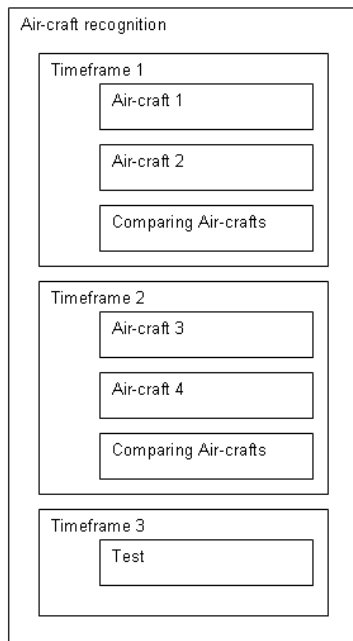 Air-craft recognition
Timeframe 1
Air-craft 1
Air-craft 2
Comparing Air-crafts
Timeframe 2
Air-craft 3
Air-craft 4
Comparing Air-crafts
Timeframe 3
Test